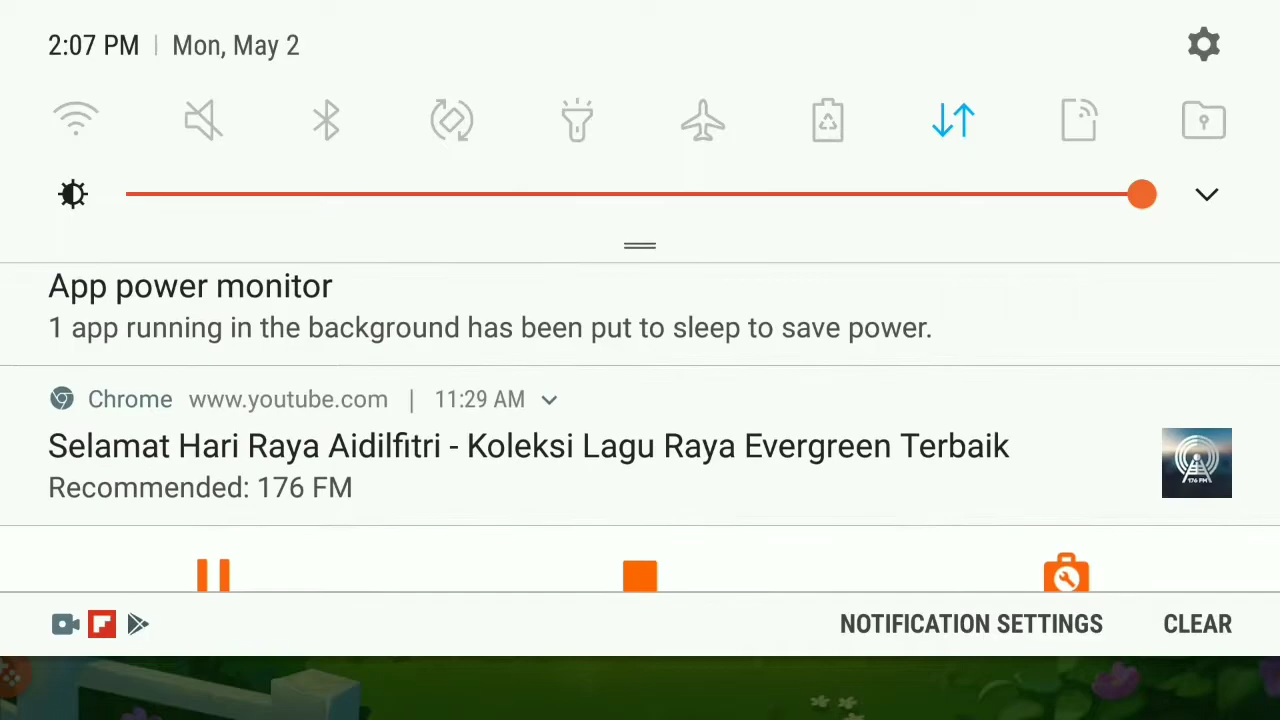 2:07 PM | Mon, May 2
App power monitor
1 app running in the background has been put to sleep to save power.
Chrome www.youtube.com | 11:29 AM
Selamat Hari Raya Aidilfitri - Koleksi Lagu Raya Evergreen Terbaik
Recommended: 176 FM
176 FM
NOTIFICATION SETTINGS CLEAR